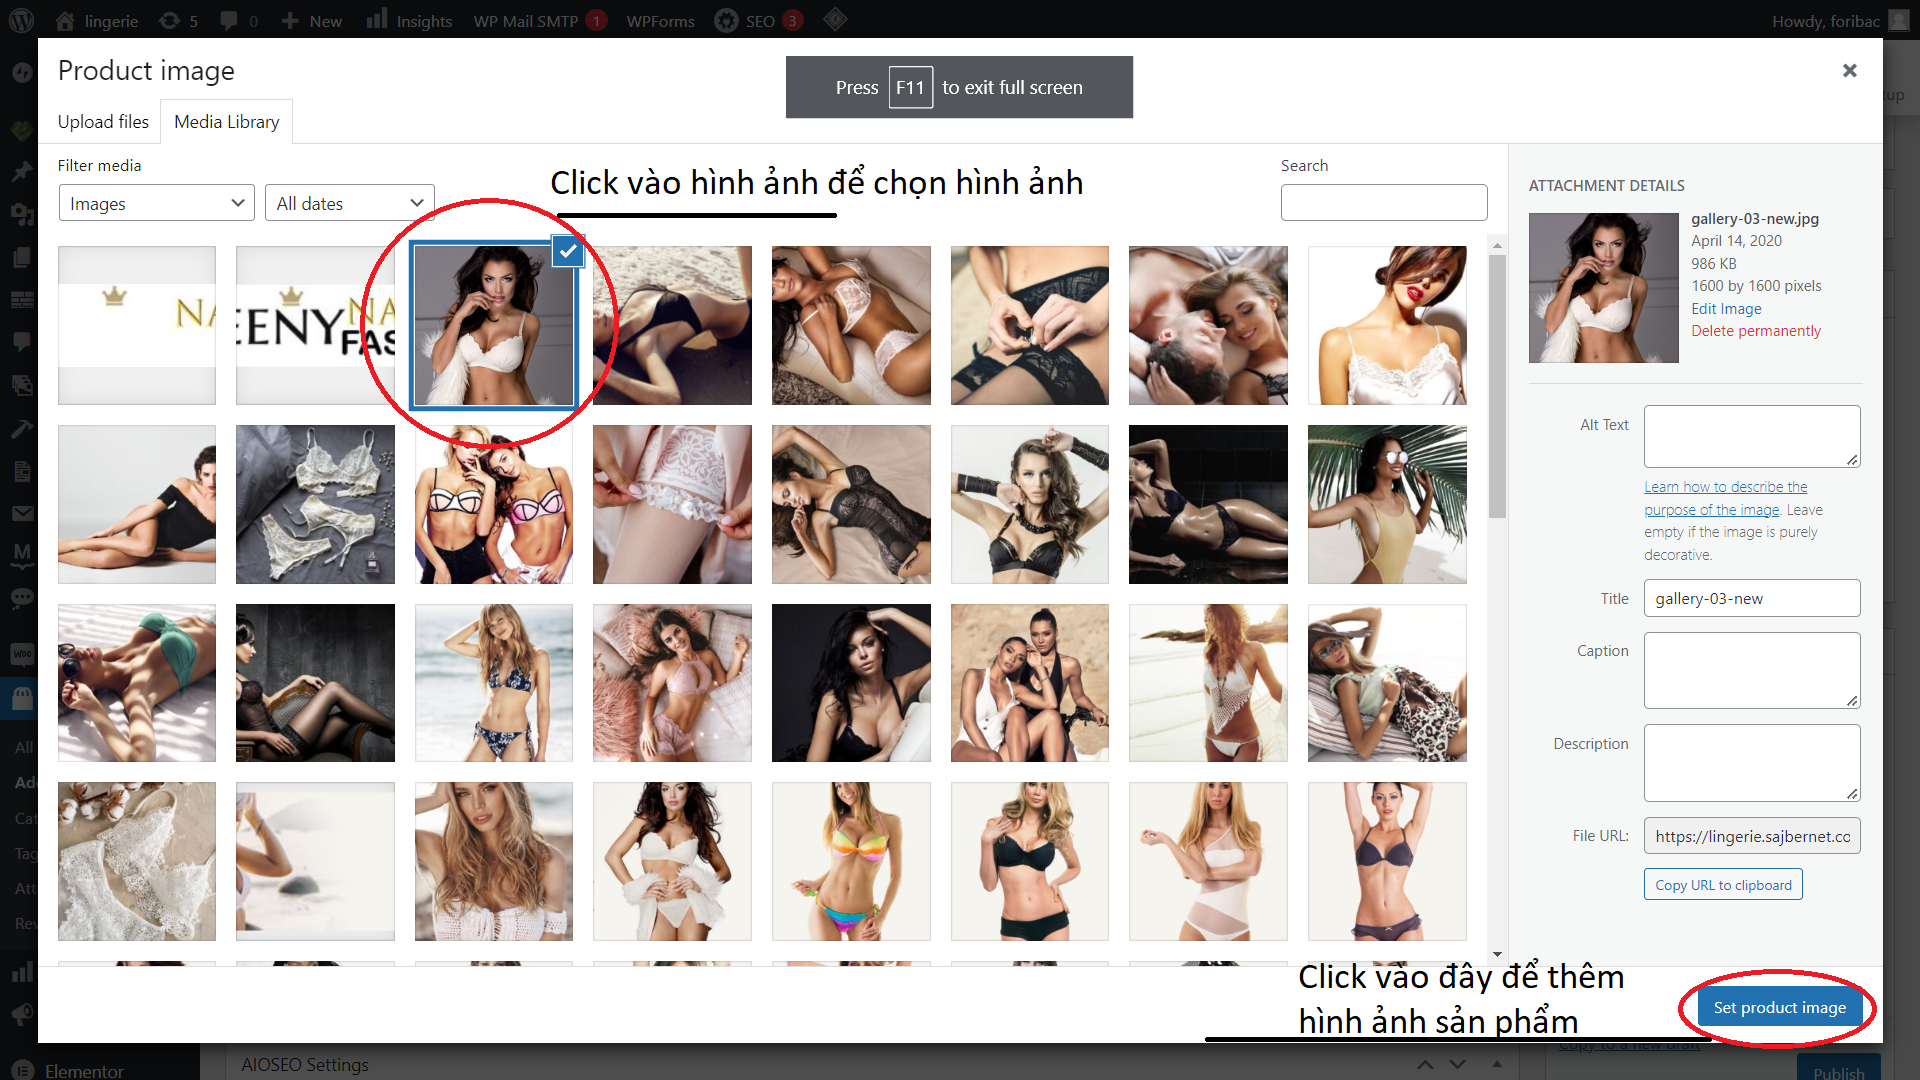 lingerie 5 0 New Insights WP Mail SMTP 1 WPForms SEO 3 Howdy, foribac
Product image
Press F11 to exit full screen
Upload files Media Library
Filter media
Images
All dates
Click vào hình ảnh để chọn hình ảnh
Search
ATTACHMENT DETAILS
gallery-03-new.jpg
April 14, 2020
986 KB
1600 by 1600 pixels
Edit Image
Delete permanently
Alt Text
Learn how to describe the
purpose of the image. Leave
empty if the image is purely
decorative.
Title gallery-03-new
Caption
Description
File URL: https://lingerie.sajbernet.co
Copy URL to clipboard
All
Click vào đây để thêm
hình ảnh sản phẩm
Set product image
Copy to a new draft
AIOSEO Settings
Elementor
Publish